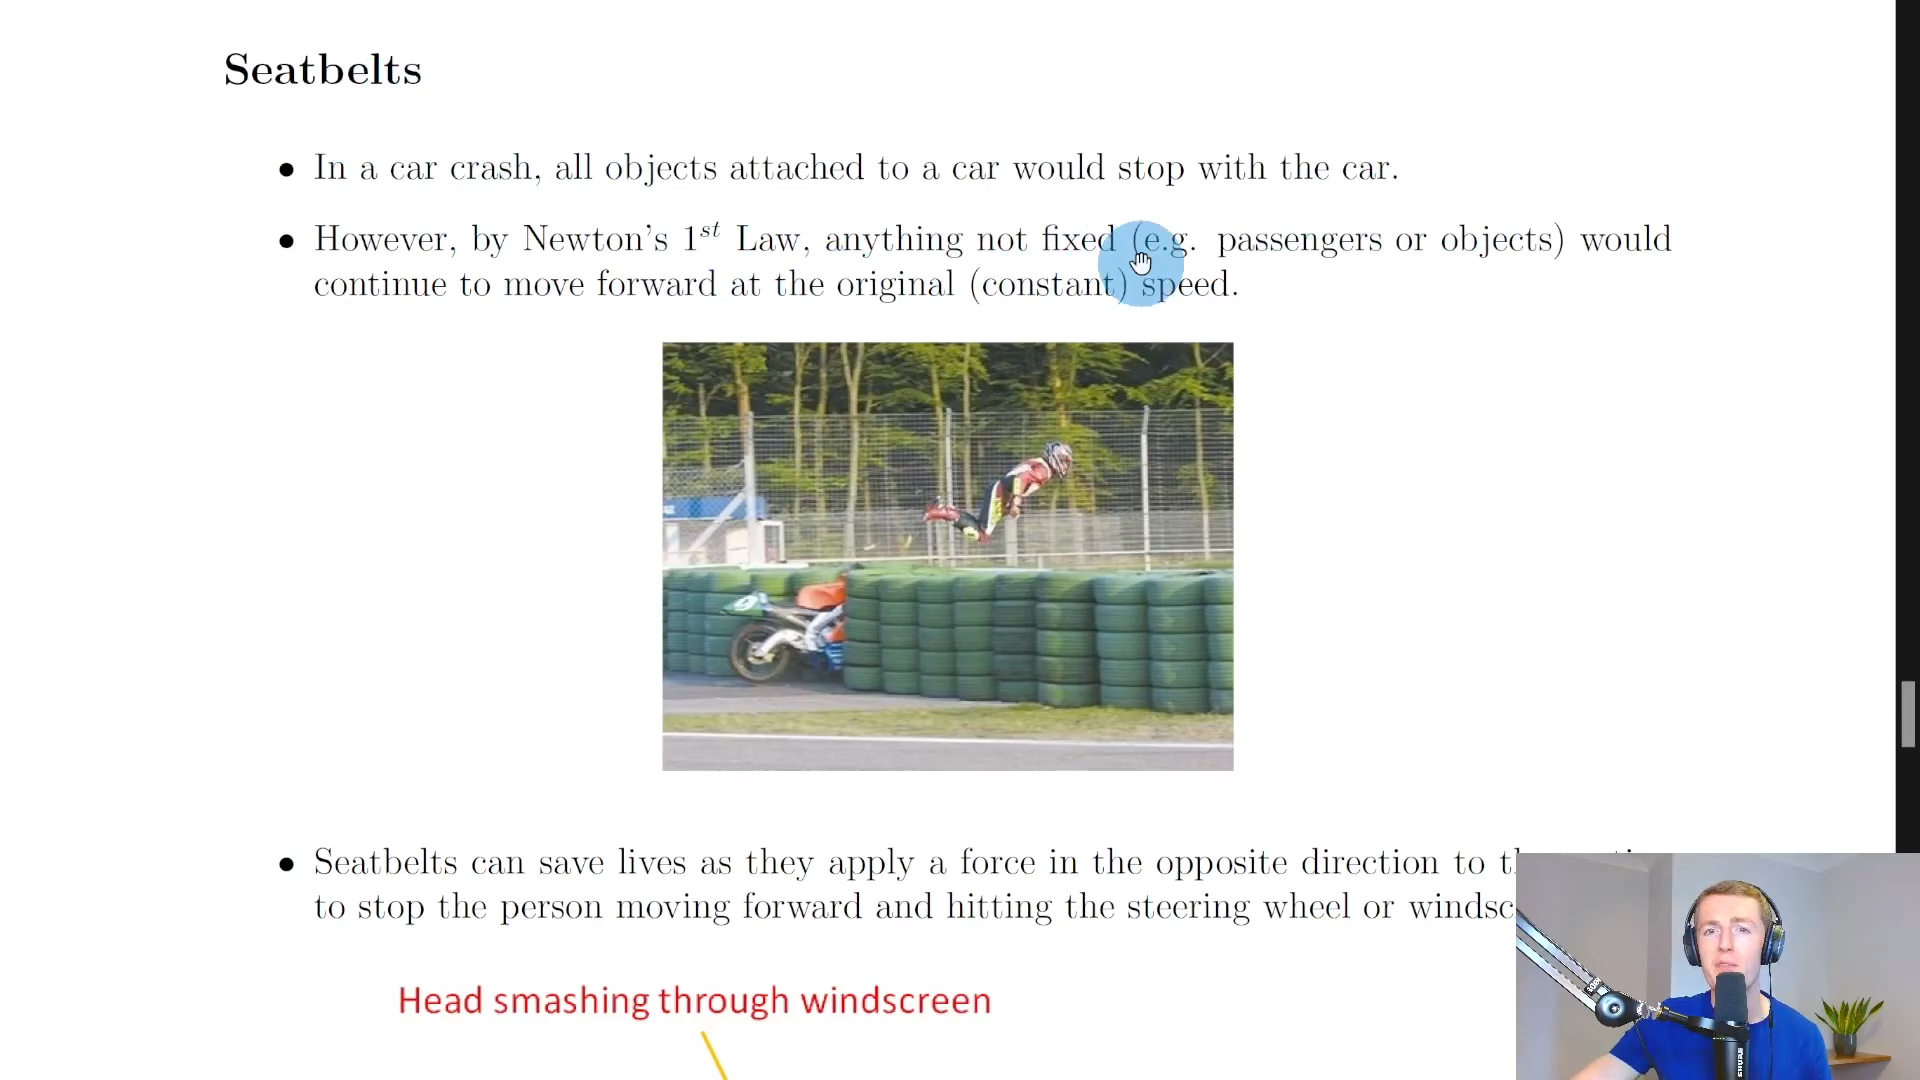 Seatbelts
• In a car crash, all objects attached to a car would stop with the car.
• However, by Newton's 1st Law, anything not fixed (e.g. passengers or objects) would
continue to move forward at the original (constant) speed.
• Seatbelts can save lives as they apply a force in the opposite direction to
to stop the person moving forward and hitting the steering wheel or
Head smashing through windscreen